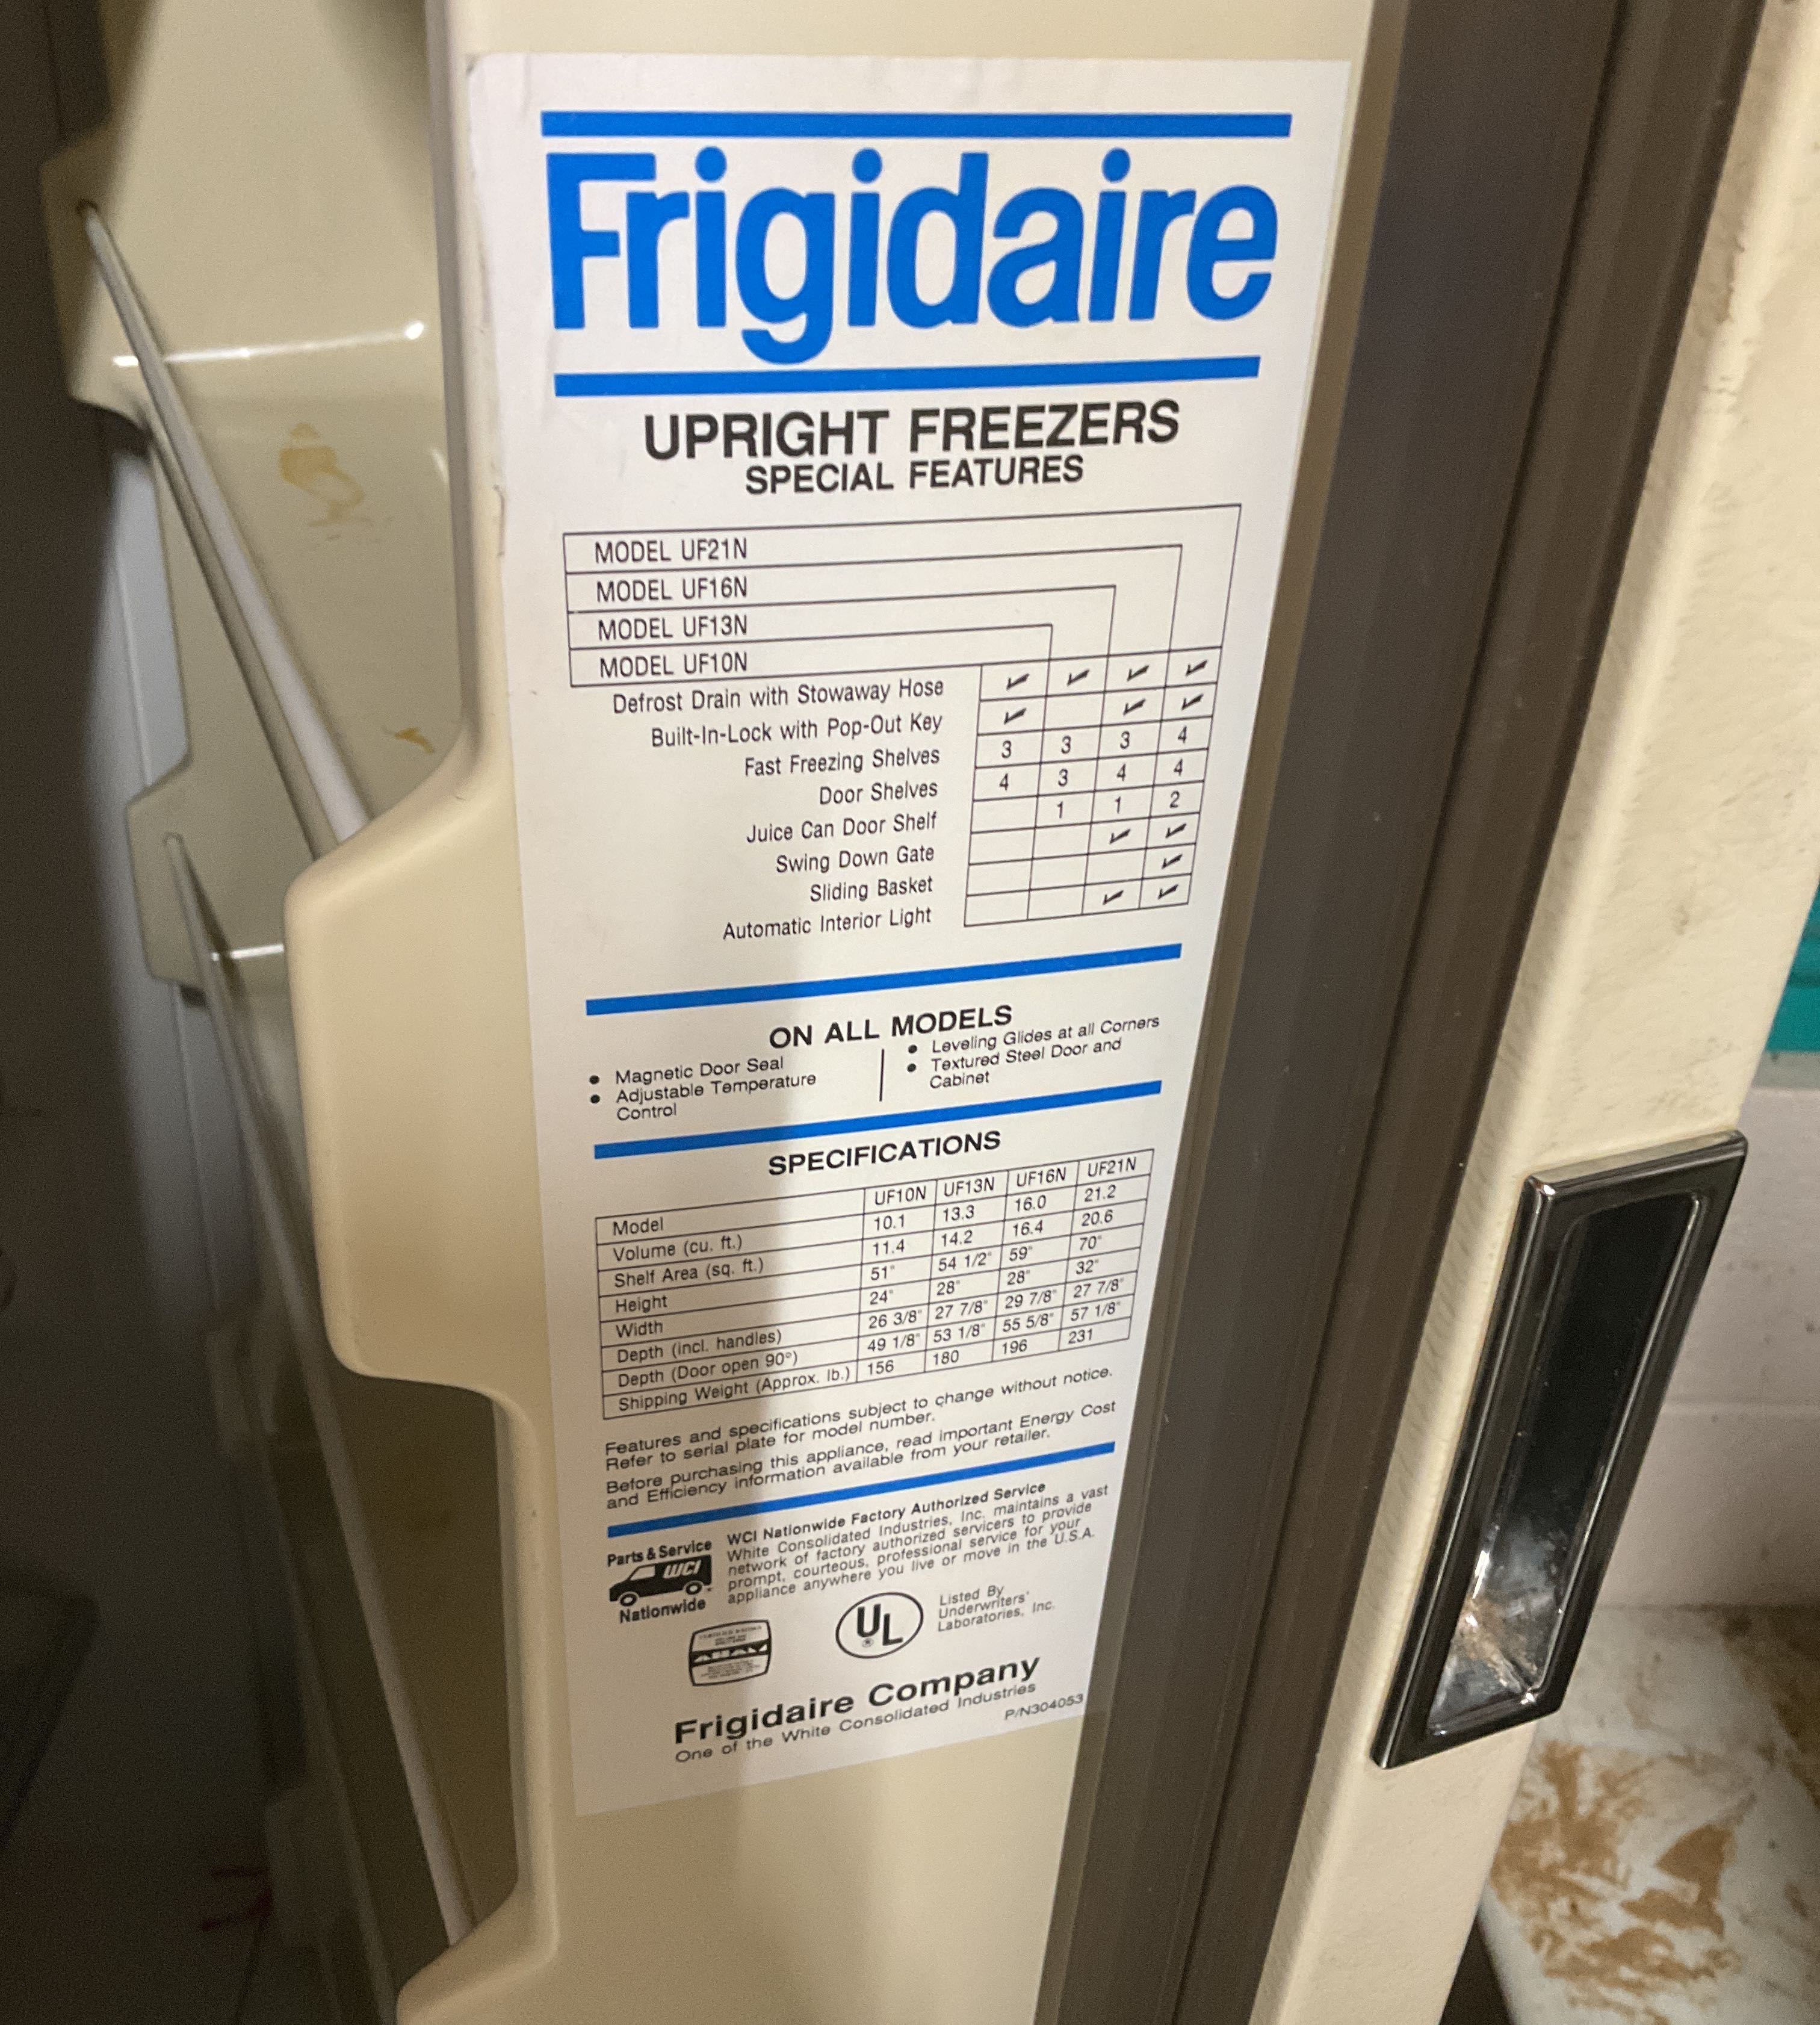 Frigidaire
UPRIGHT FREEZERS
SPECIAL FEATURES
MODEL UF21N
MODEL UF16N
MODEL UF13N
MODEL UF10N
Defrost Drain with Stowaway Hose ✓ ✓ ✓ ✓
Built-In-Lock with Pop-Out Key ✓ ✓ ✓
Fast Freezing Shelves 3 3 3 4
Door Shelves 4 3 4 4
Juice Can Door Shelf 1 1 2
Swing Down Gate ✓ ✓
Sliding Basket ✓
Automatic Interior Light ✓ ✓
ON ALL MODELS
• Magnetic Door Seal
• Adjustable Temperature
Control
• Leveling Glides at all Corners
• Textured Steel Door and
Cabinet
SPECIFICATIONS
Model UF10N UF13N UF16N UF21N
Volume (cu. ft.) 10.1 13.3 16.0 21.2
Shelf Area (sq. ft.) 11.4 14.2 16.4 20.6
Height 51" 54 1/2" 59" 70"
Width 24" 28" 28" 32"
Depth (incl. handles) 26 3/8" 27 7/8" 29 7/8" 27 7/8"
Depth (Door open 90°) 49 1/8" 53 1/8" 55 5/8" 57 1/8"
Shipping Weight (Approx. lb.) 156 180 196 231
Features and specifications subject to change without notice.
Refer to serial plate for model number.
Before purchasing this appliance, read important Energy Cost
and Efficiency information available from your retailer.
Parts & Service
WCI
Nationwide
WCI Nationwide Factory Authorized Service
White Consolidated Industries, Inc. maintains a vast
network of factory authorized servicers to provide
prompt, courteous, professional service for your
appliance anywhere you live or move in the U.S.A.
AHAM
UL
®
Listed By
Underwriters'
Laboratories, Inc.
Frigidaire Company
One of the White Consolidated Industries
P/N304053